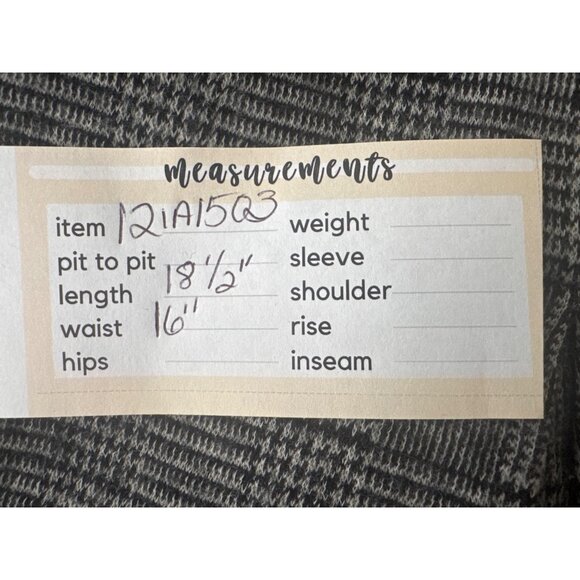 measurements
item 121A15Q3
pit to pit
length 18 1/2"
waist 16"
hips
weight
sleeve
shoulder
rise
inseam